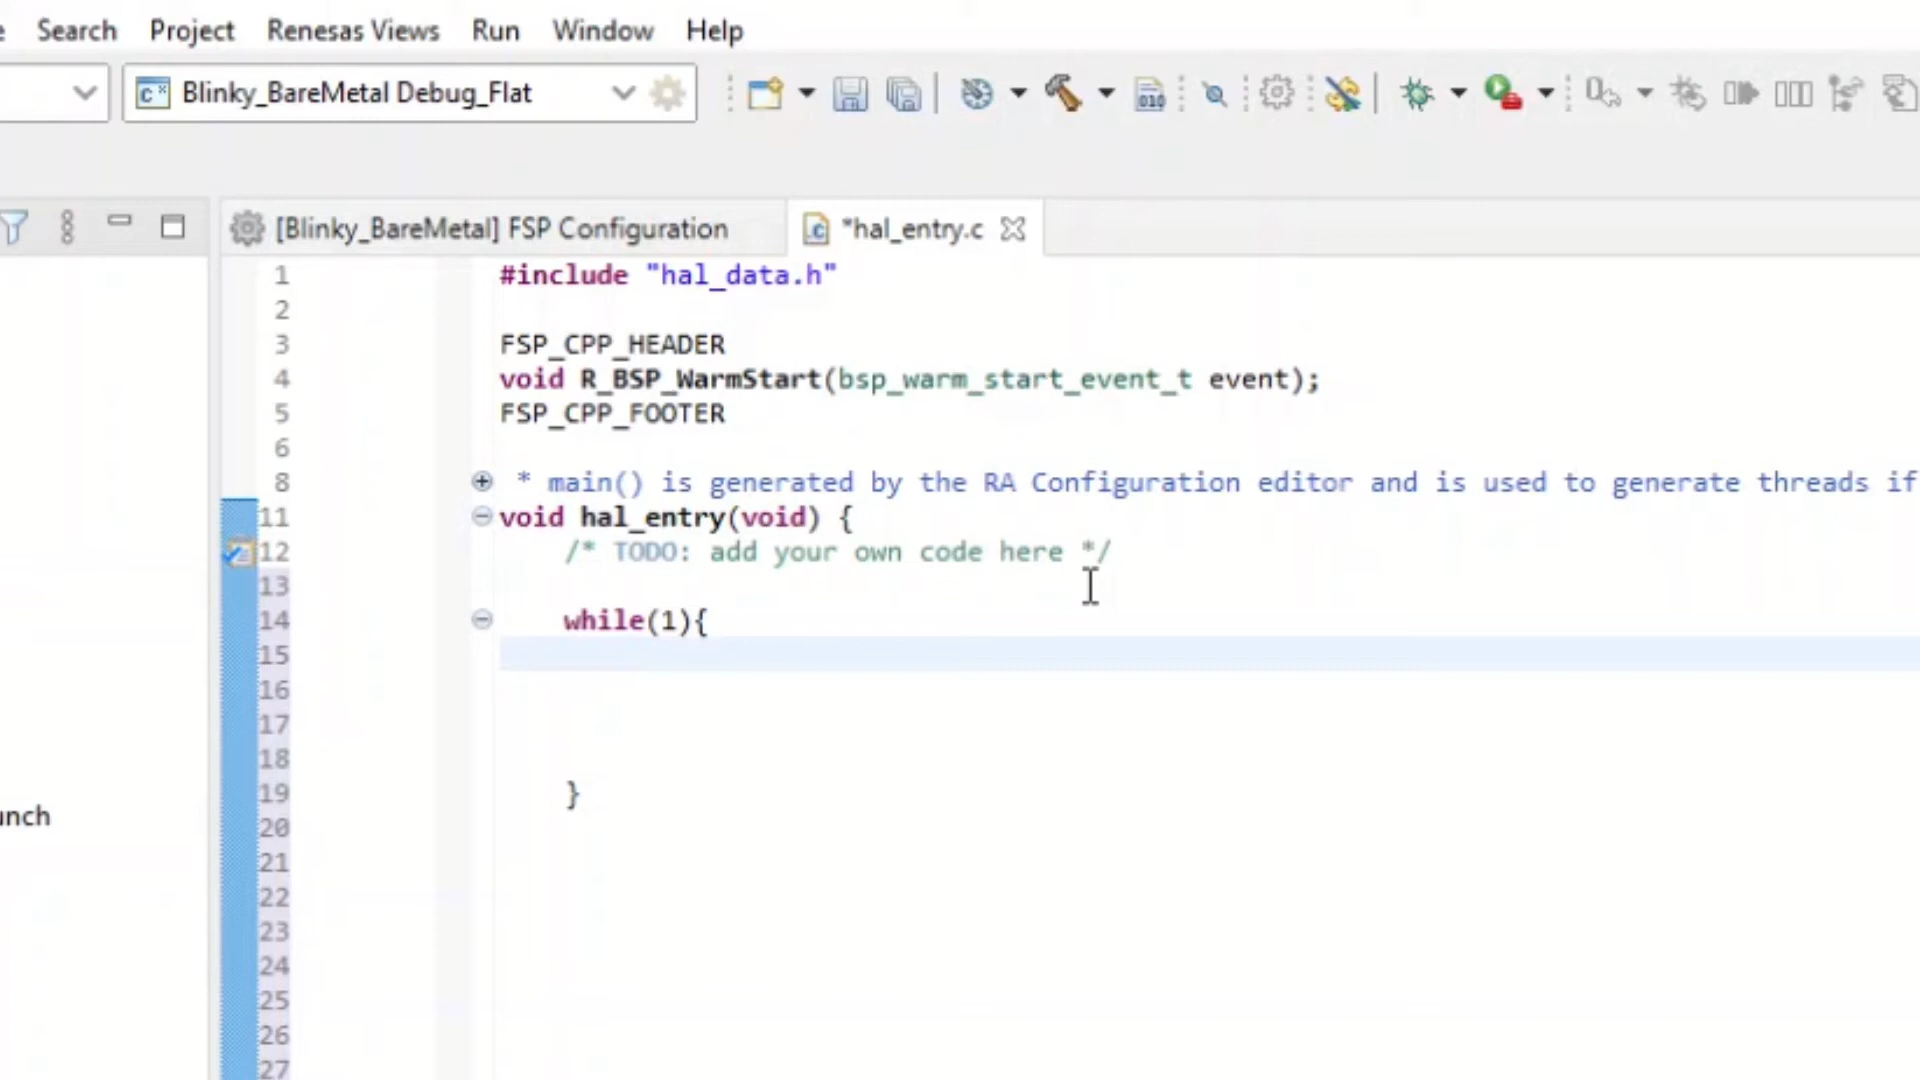 Search Project Renesas Views Run Window Help
Blinky_BareMetal Debug_Flat
010
[Blinky_BareMetal] FSP Configuration
*hal_entry.c
1 #include "hal_data.h"
2
3 FSP_CPP_HEADER
4 void R_BSP_WarmStart(bsp_warm_start_event_t event);
5 FSP_CPP_FOOTER
6
8 * main() is generated by the RA Configuration editor and is used to generate threads if
11 void hal_entry(void) {
12 /* TODO: add your own code here */
13
14 while(1){
15
16
17
18
19 }
20
21
22
23
24
25
26
27
unch